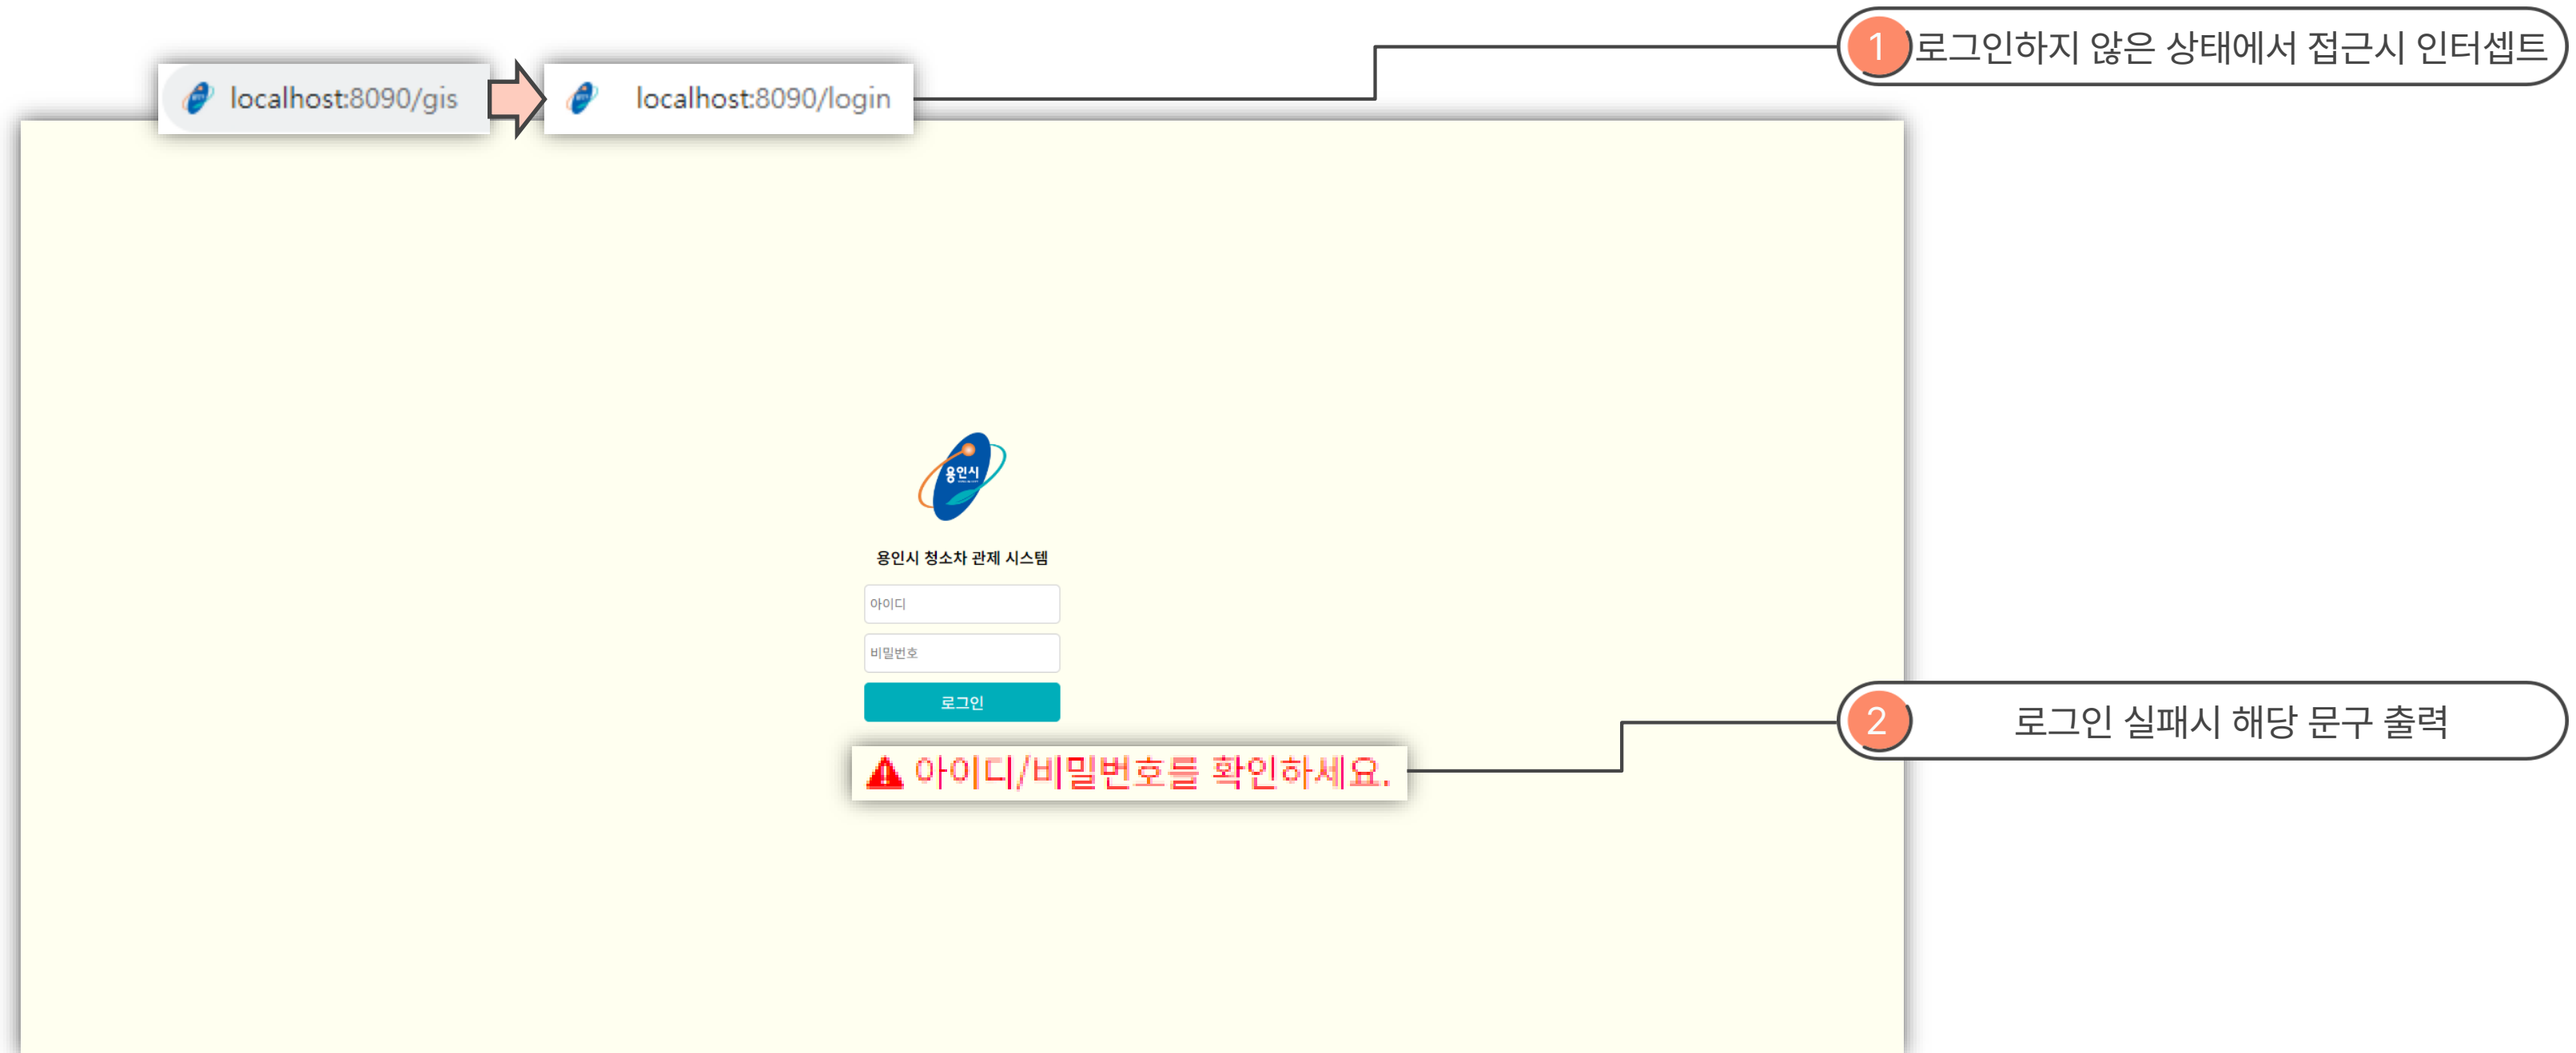 1 로그인하지 않은 상태에서 접근시 인터셉트
localhost:8090/gis
localhost:8090/login
용인시
용인시 청소차 관제 시스템
아이디
비밀번호
로그인
2 로그인 실패시 해당 문구 출력
아이디/비밀번호를 확인하세요.